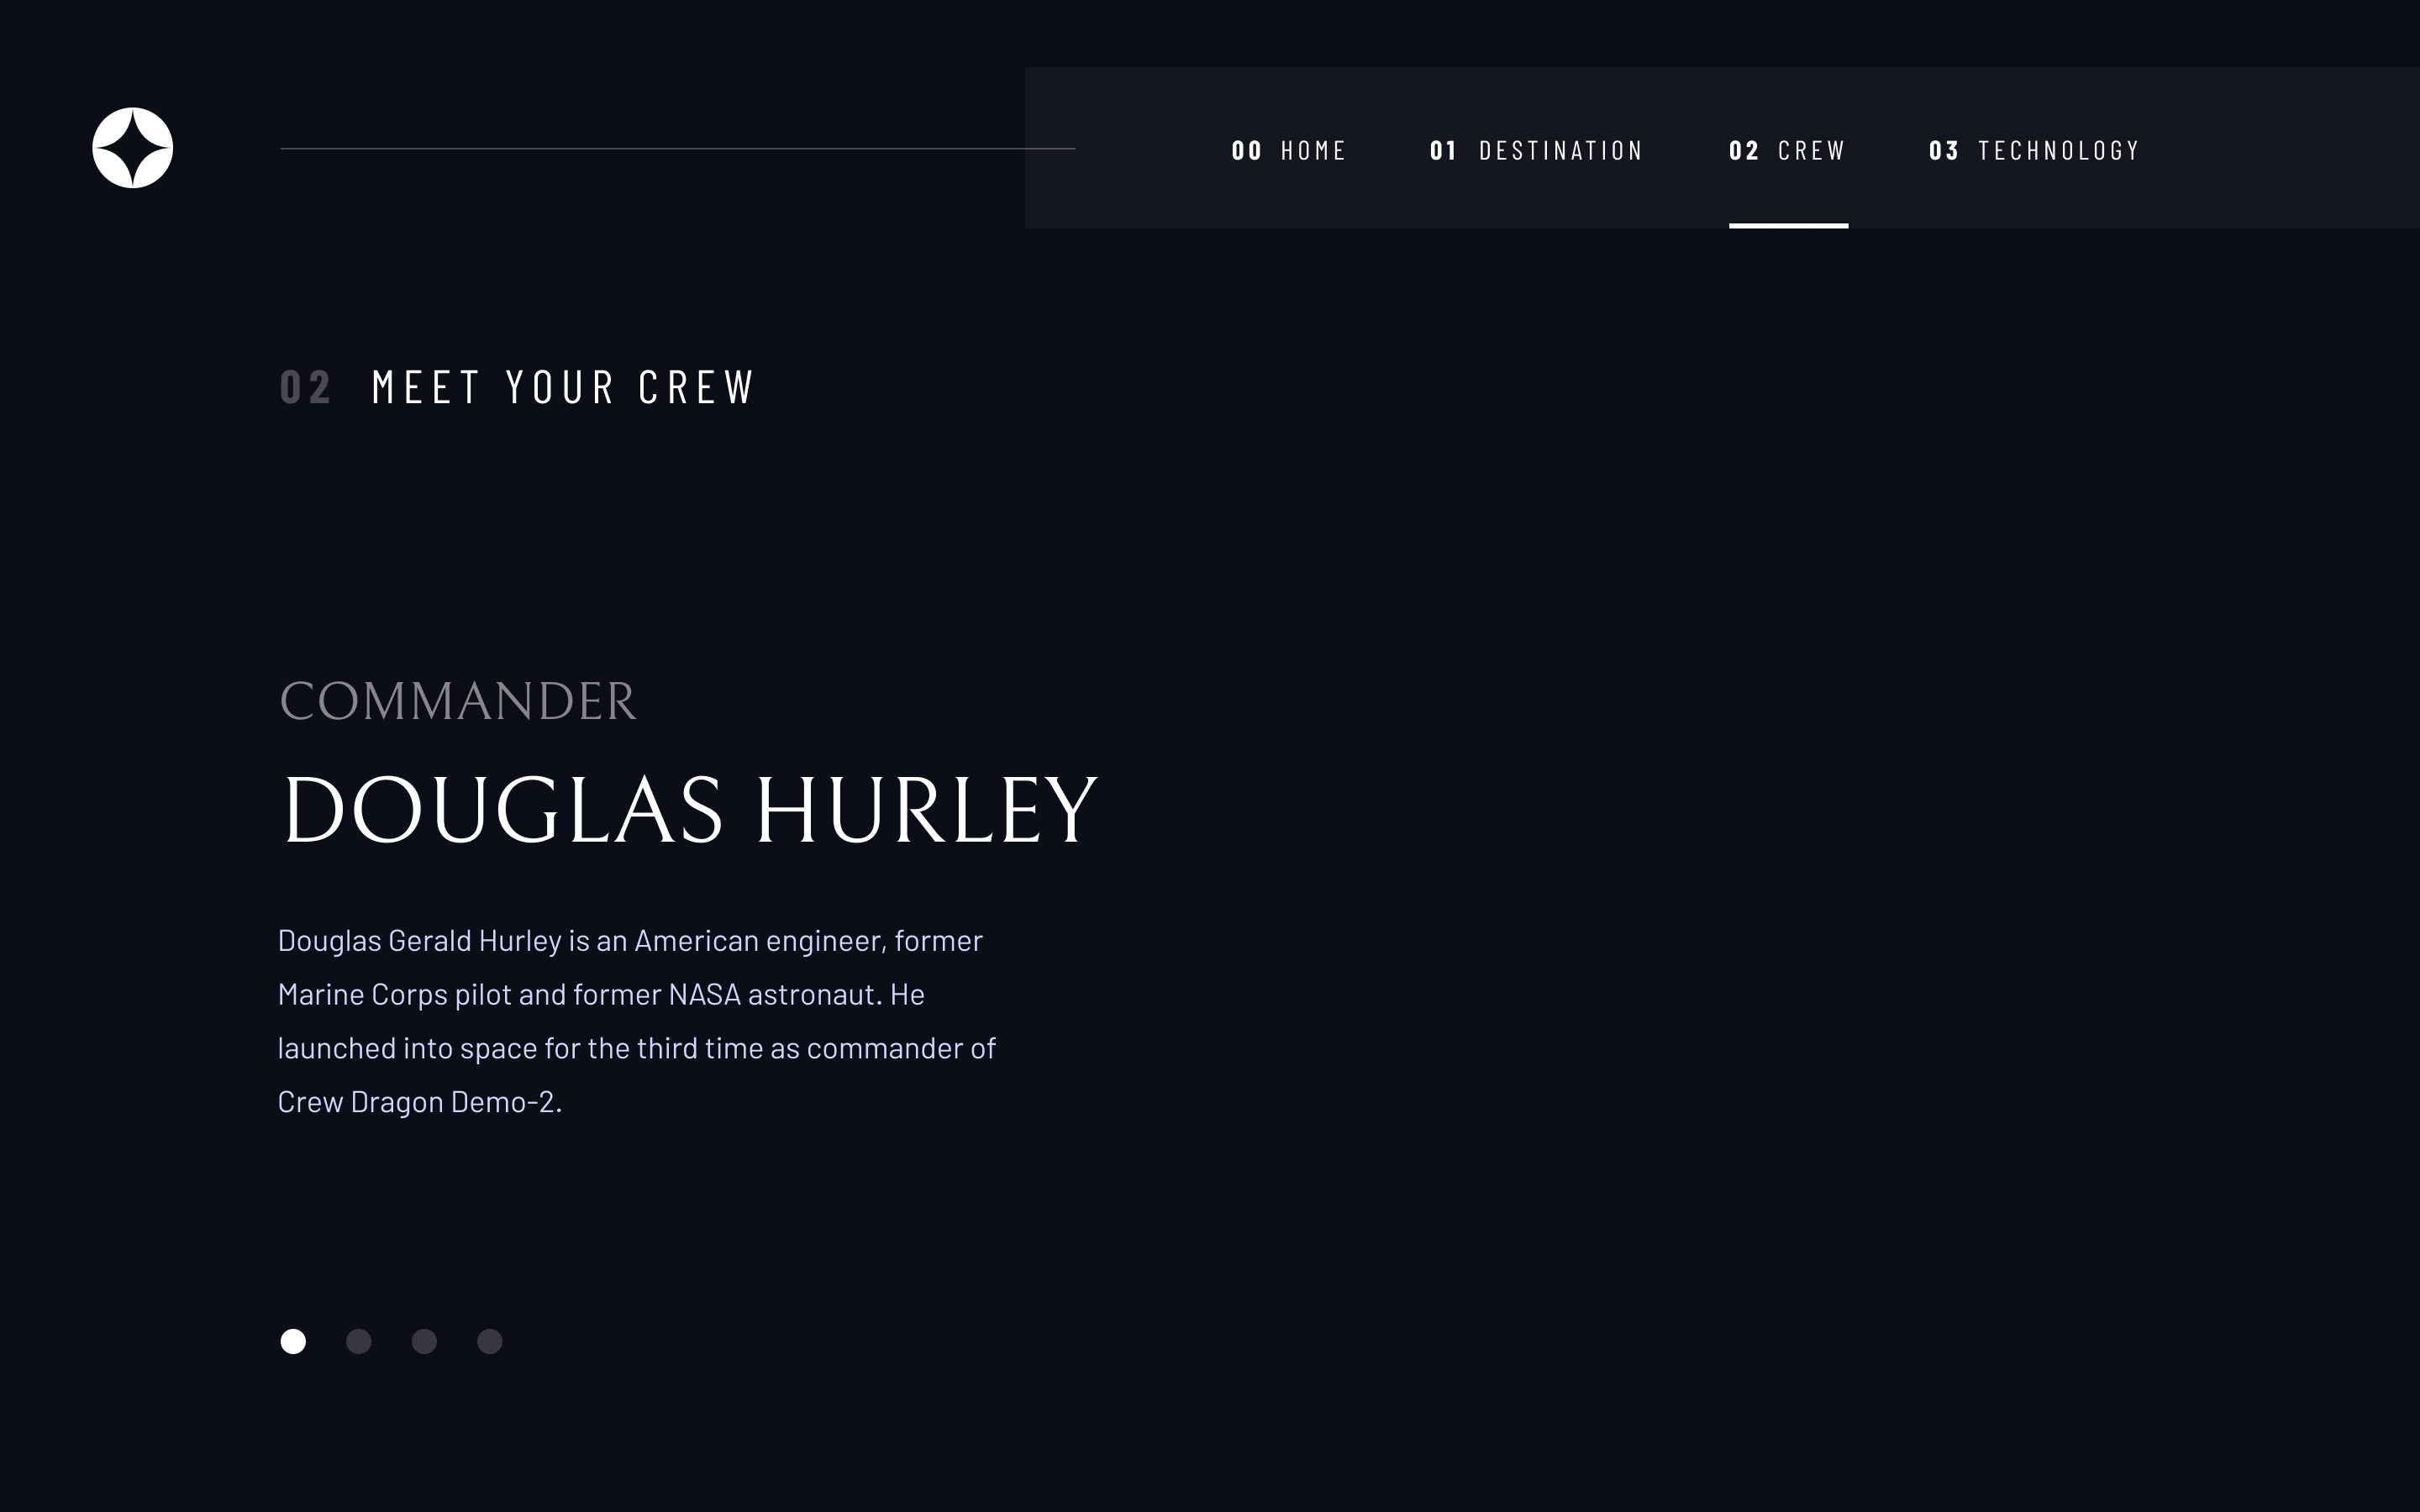 00 HOME 01 DESTINATION 02 CREW 03 TECHNOLOGY
02 MEET YOUR CREW
COMMANDER
DOUGLAS HURLEY
Douglas Gerald Hurley is an American engineer, former
Marine Corps pilot and former NASA astronaut. He
launched into space for the third time as commander of
Crew Dragon Demo-2.